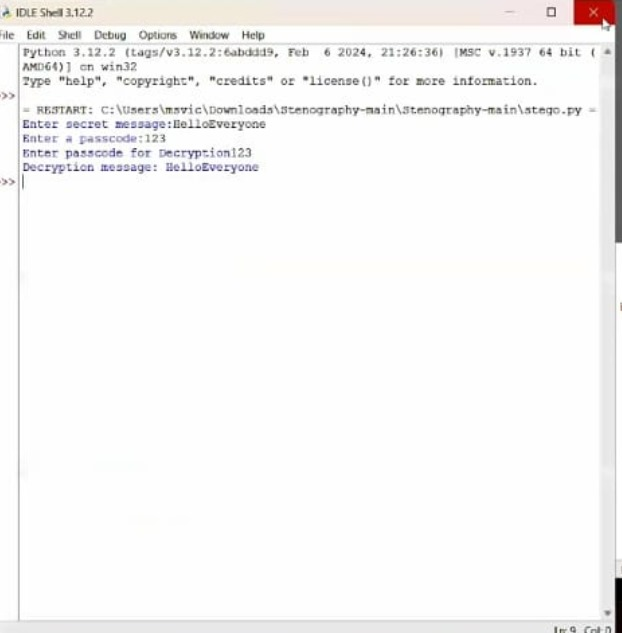 IDLE Shell 3.12.2
File Edit Shell Debug Options Window Help
Python 3.12.2 (tags/v3.12.2:6abddd9, Feb 6 2024, 21:26:36) [MSC v.1937 64 bit (
AMD64)] on win32
Type "help", "copyright", "credits" or "license()" for more information.
>>>
= RESTART: C:\Users\msvic\Downloads\Stenography-main\Stenography-main\stego.py =
Enter secret message:HelloEveryone
Enter a passcode:123
Enter passcode for Decryption123
Decryption message: HelloEveryone
>>>
Ln: 9 Col: 0